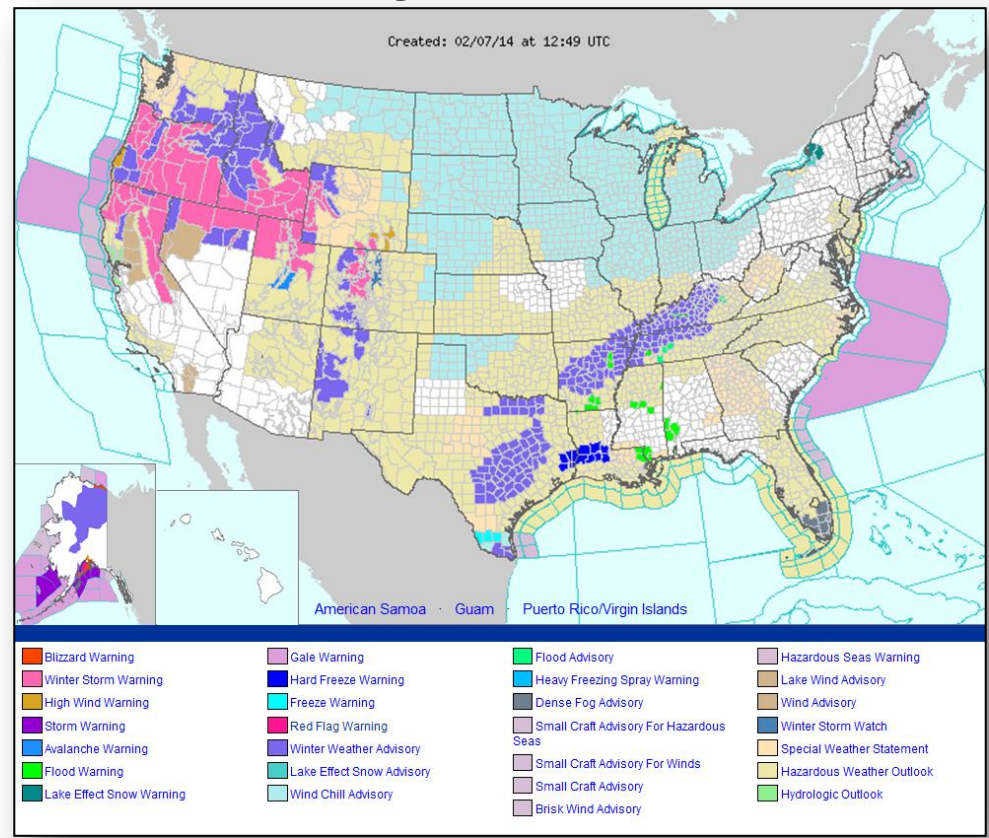 Created: 02/07/14 at 12:49 UTC
American Samoa · Guam · Puerto Rico/Virgin Islands
Blizzard Warning
Winter Storm Warning
High Wind Warning
Storm Warning
Avalanche Warning
Flood Warning
Lake Effect Snow Warning
Gale Warning
Hard Freeze Warning
Freeze Warning
Red Flag Warning
Winter Weather Advisory
Lake Effect Snow Advisory
Wind Chill Advisory
Flood Advisory
Heavy Freezing Spray Warning
Dense Fog Advisory
Small Craft Advisory For Hazardous
Seas
Small Craft Advisory For Winds
Small Craft Advisory
Brisk Wind Advisory
Hazardous Seas Warning
Lake Wind Advisory
Wind Advisory
Winter Storm Watch
Special Weather Statement
Hazardous Weather Outlook
Hydrologic Outlook